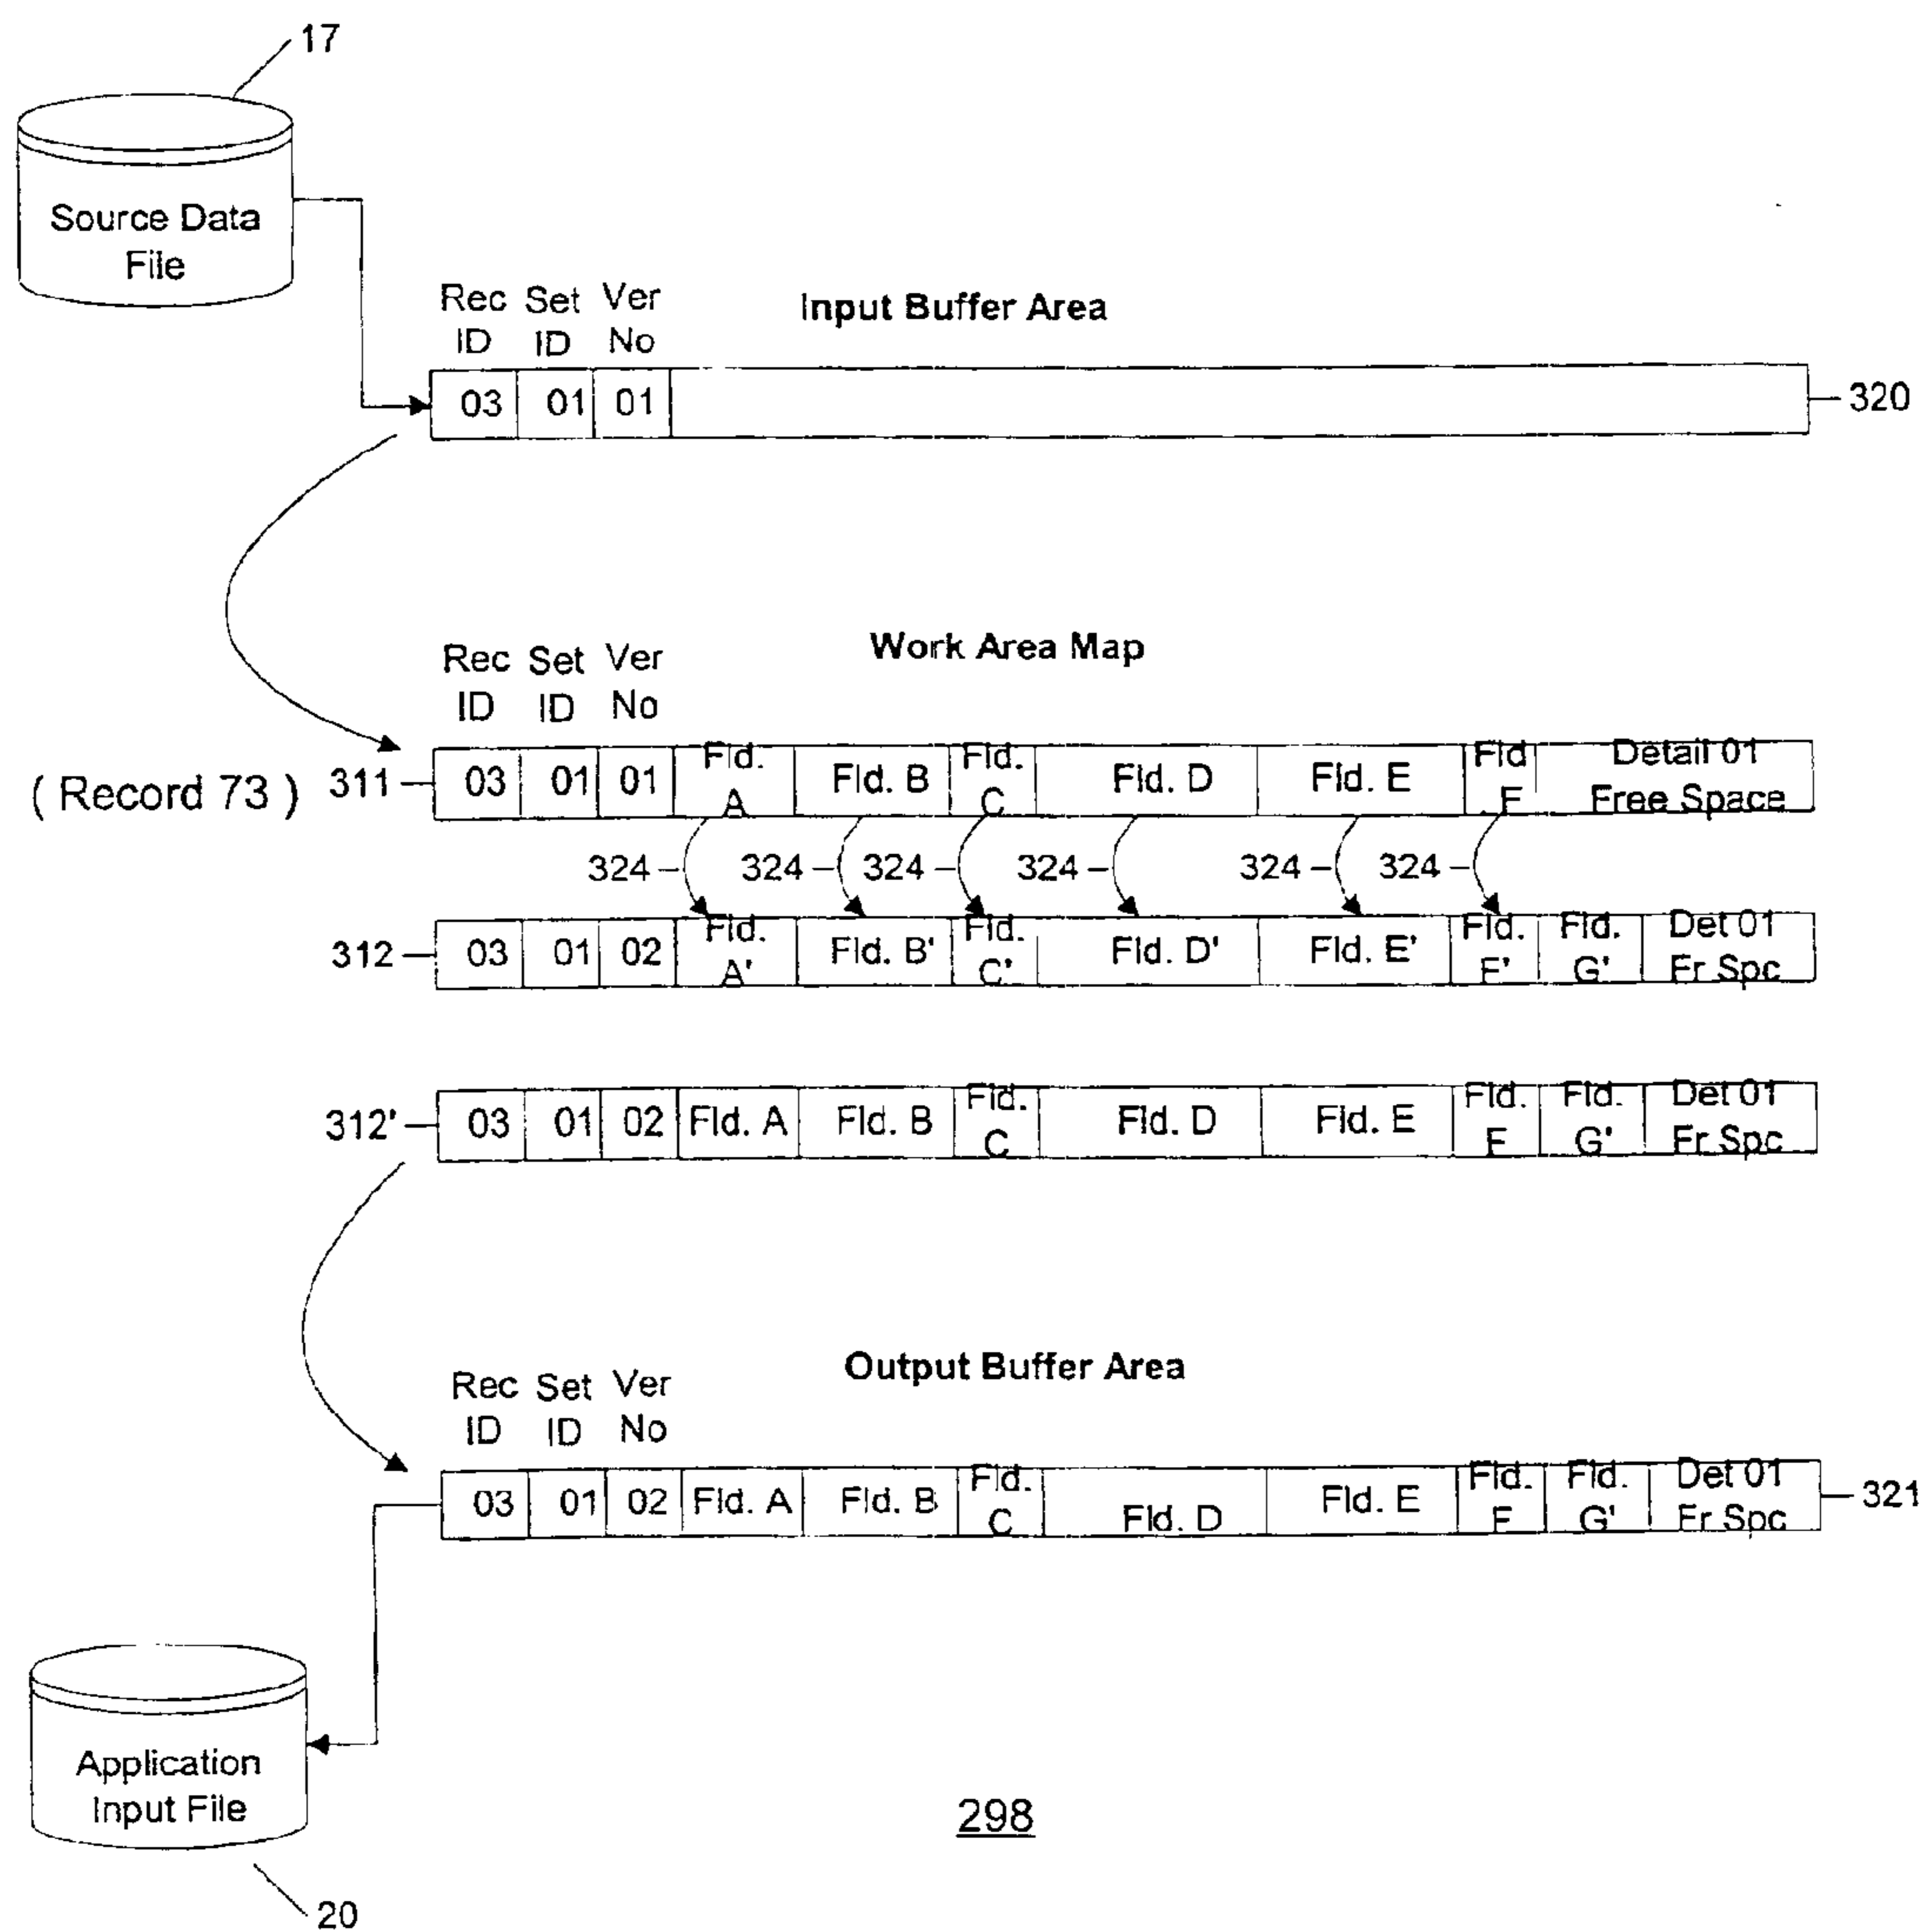 17
Source Data
File
Rec Set Ver
ID ID No
Input Buffer Area
03 01 01
320
Work Area Map
Rec Set Ver
ID ID No
( Record 73 ) 311 03 01 01 Fld. A Fld. B Fld. C Fld. D Fld. E Fld F Detail 01 Free Space
324 324 324 324 324 324
312 03 01 02 Fld. A' Fld. B' Fld. C' Fld. D' Fld. E' Fld. F' Fld. G' Det 01 Fr Spc
312' 03 01 02 Fld. A Fld. B Fld. C Fld. D Fld. E Fld. F Fld. G' Det 01 Fr Spc
Output Buffer Area
Rec Set Ver
ID ID No
03 01 02 Fld. A Fld. B Fld. C Fld. D Fld. E Fld. F Fld. G' Det 01 Fr Spc 321
Application
Input File
298
20